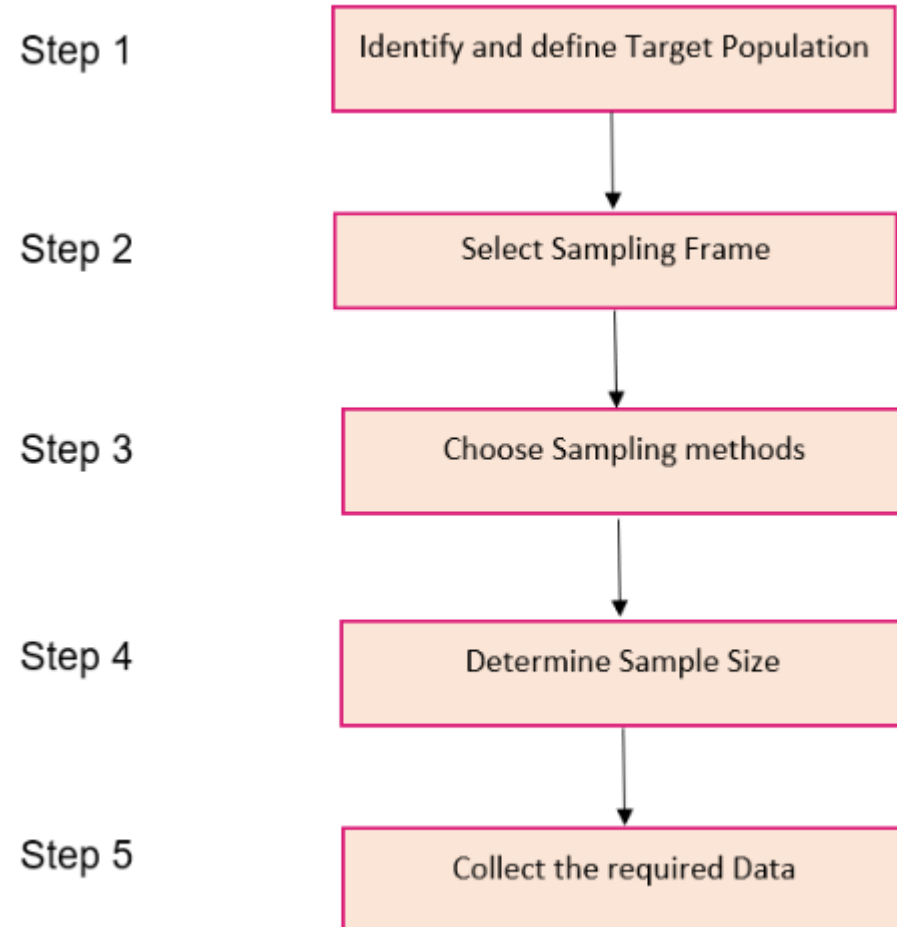 Step 1
Identify and define Target Population
Step 2
Select Sampling Frame
Step 3
Choose Sampling methods
Step 4
Determine Sample Size
Step 5
Collect the required Data